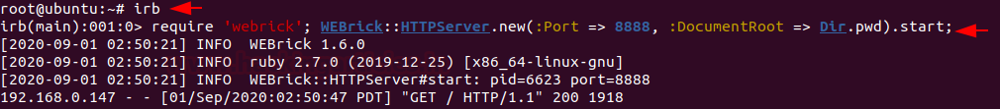 root@ubuntu:~# irb
irb(main):001:0> require 'webrick'; WEBrick::HTTPServer.new(:Port => 8888, :DocumentRoot => Dir.pwd).start;
[2020-09-01 02:50:21] INFO  WEBrick 1.6.0
[2020-09-01 02:50:21] INFO  ruby 2.7.0 (2019-12-25) [x86_64-linux-gnu]
[2020-09-01 02:50:21] INFO  WEBrick::HTTPServer#start: pid=6623 port=8888
192.168.0.147 - - [01/Sep/2020:02:50:47 PDT] "GET / HTTP/1.1" 200 1918